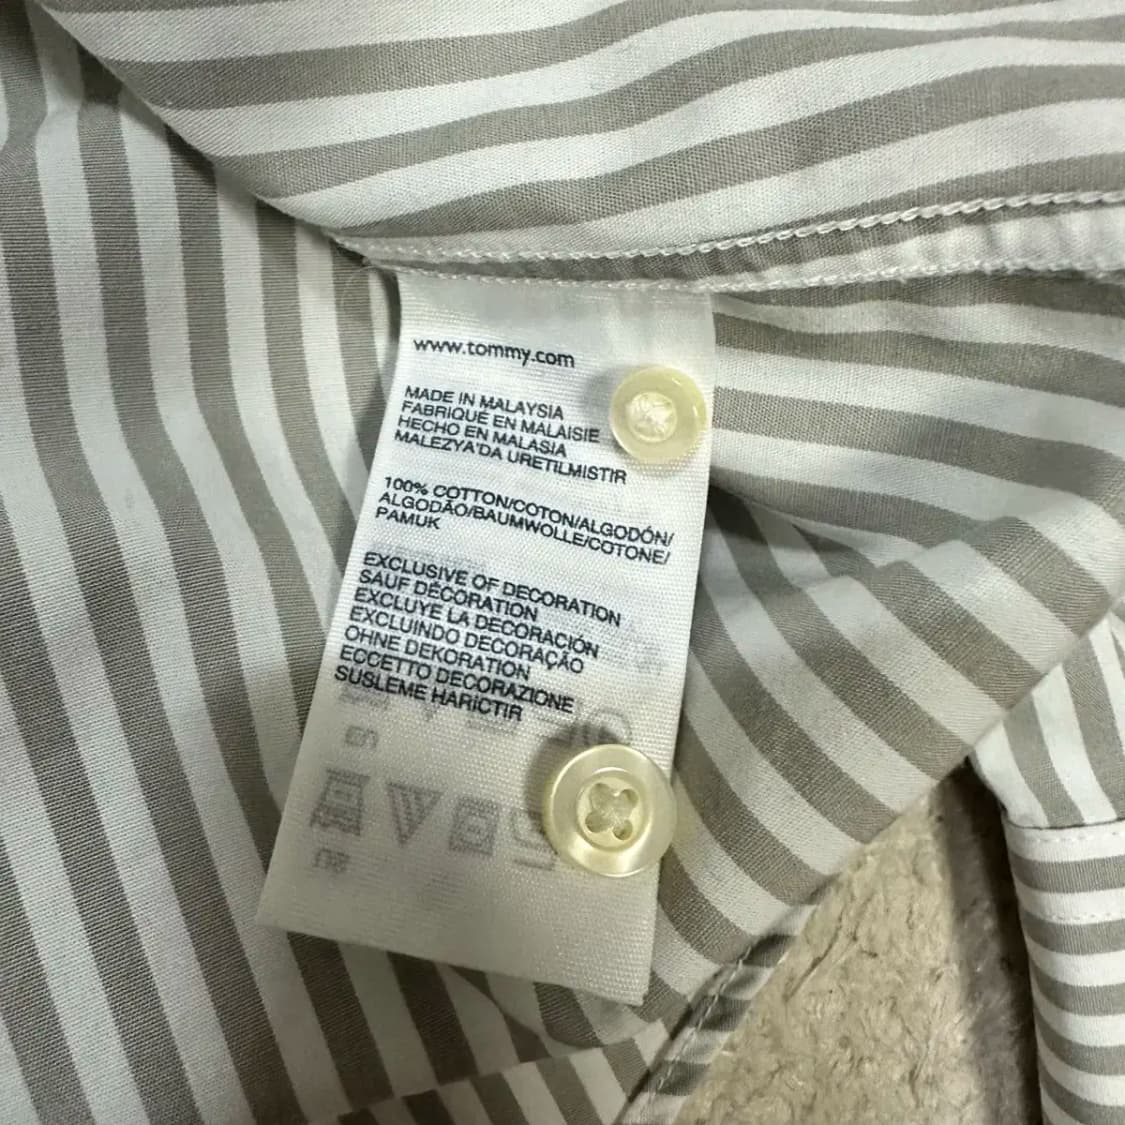 www.tommy.com
MADE IN MALAYSIA
FABRIQUÉ EN MALAISIE
HECHO EN MALASIA
MALEZYA'DA URETILMISTIR
100% COTTON/COTON/ALGODÓN/
ALGODÃO/BAUMWOLLE/COTONE/
PAMUK
EXCLUSIVE OF DECORATION
SAUF DÉCORATION
EXCLUYE LA DECORACIÓN
EXCLUINDO DECORAÇÃO
OHNE DEKORATION
ECCETTO DECORAZIONE
SUSLEME HARICTIR